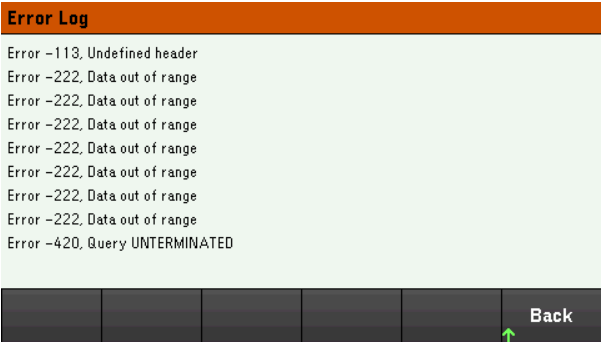 Error Log
Error -113, Undefined header
Error -222, Data out of range
Error -222, Data out of range
Error -222, Data out of range
Error -222, Data out of range
Error -222, Data out of range
Error -222, Data out of range
Error -222, Data out of range
Error -420, Query UNTERMINATED
Back